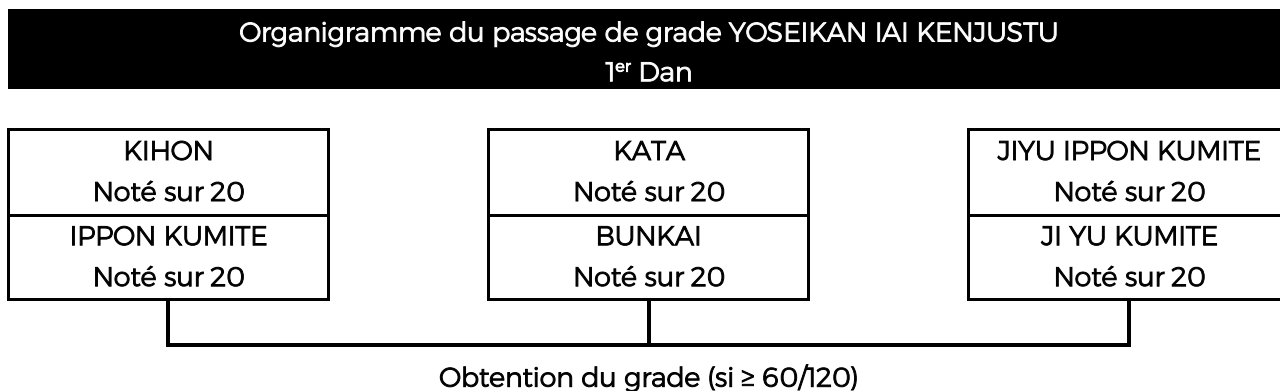 Organigramme du passage de grade YOSEIKAN IAI KENJUSTU
1er Dan
KIHON
Noté sur 20
IPPON KUMITE
Noté sur 20
KATA
Noté sur 20
BUNKAI
Noté sur 20
JIYU IPPON KUMITE
Noté sur 20
JI YU KUMITE
Noté sur 20
Obtention du grade (si ≥ 60/120)